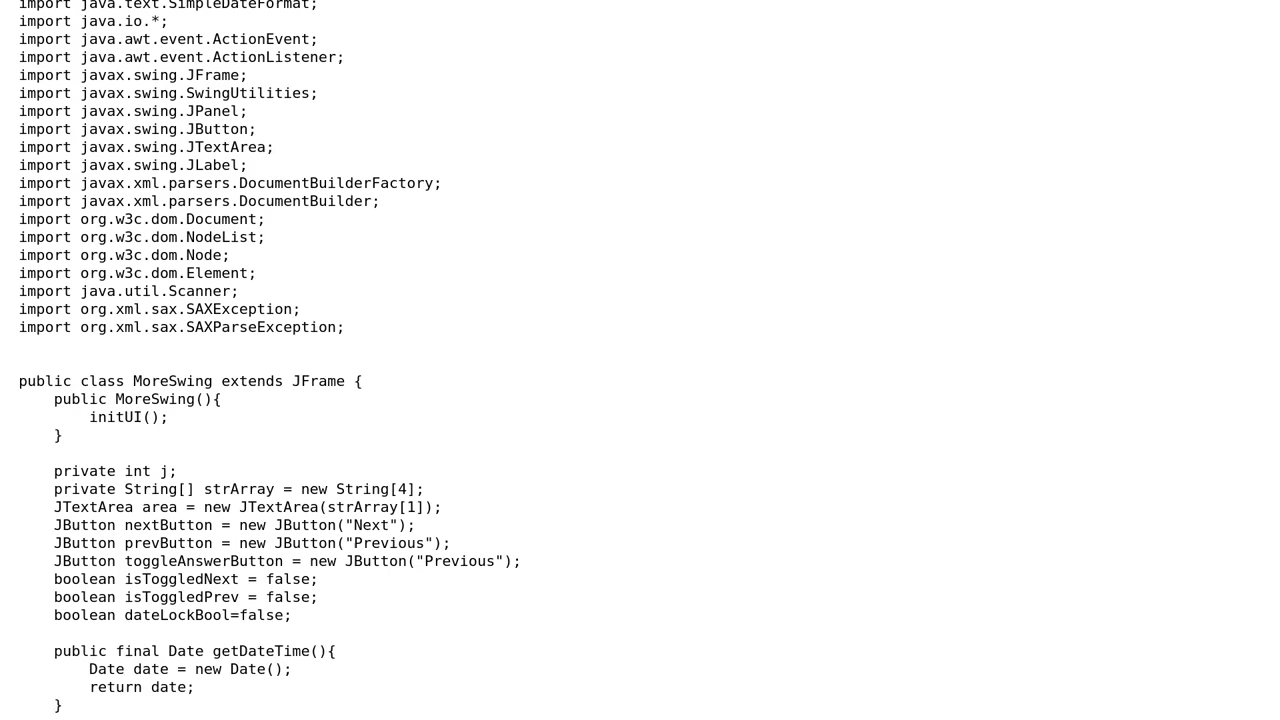 import java.text.SimpleDateFormat;
import java.io.*;
import java.awt.event.ActionEvent;
import java.awt.event.ActionListener;
import javax.swing.JFrame;
import javax.swing.SwingUtilities;
import javax.swing.JPanel;
import javax.swing.JButton;
import javax.swing.JTextArea;
import javax.swing.JLabel;
import javax.xml.parsers.DocumentBuilderFactory;
import javax.xml.parsers.DocumentBuilder;
import org.w3c.dom.Document;
import org.w3c.dom.NodeList;
import org.w3c.dom.Node;
import org.w3c.dom.Element;
import java.util.Scanner;
import org.xml.sax.SAXException;
import org.xml.sax.SAXParseException;
public class MoreSwing extends JFrame {
    public MoreSwing(){
        initUI();
    }
    private int j;
    private String[] strArray = new String[4];
    JTextArea area = new JTextArea(strArray[1]);
    JButton nextButton = new JButton("Next");
    JButton prevButton = new JButton("Previous");
    JButton toggleAnswerButton = new JButton("Previous");
    boolean isToggledNext = false;
    boolean isToggledPrev = false;
    boolean dateLockBool=false;
    public final Date getDateTime(){
        Date date = new Date();
        return date;
    }